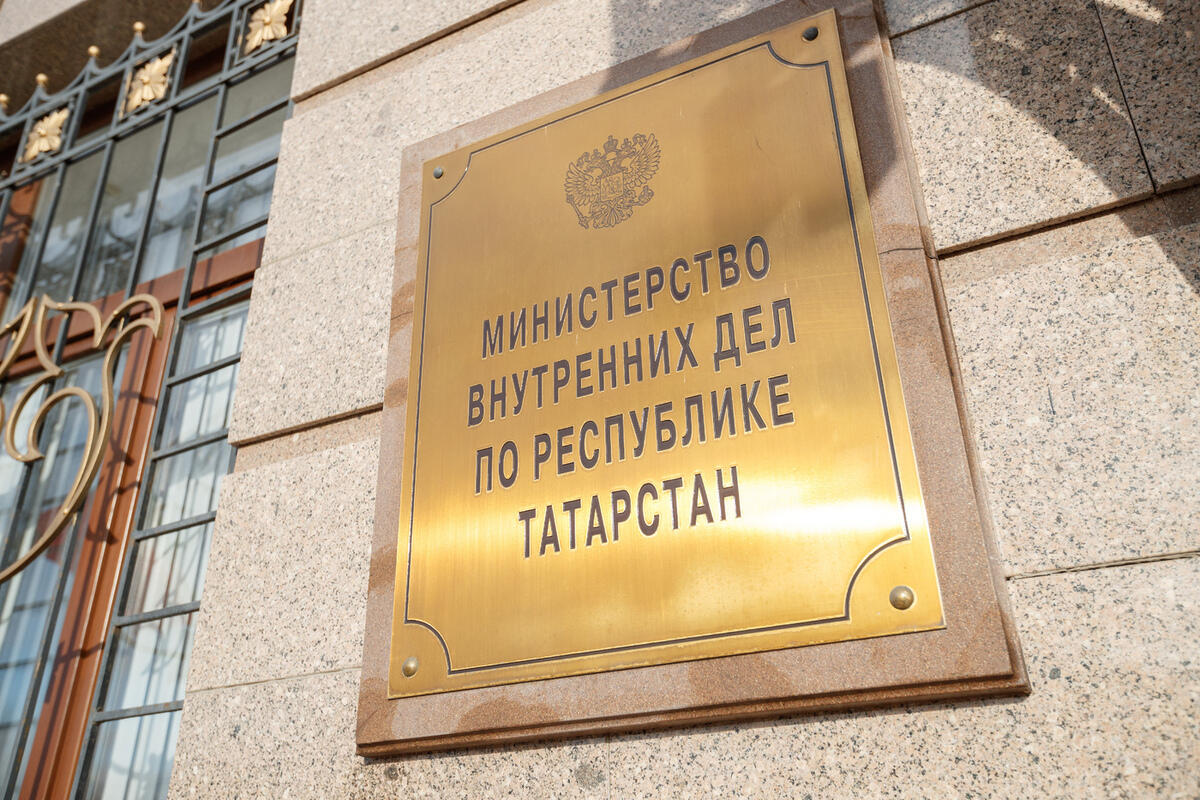 МИНИСТЕРСТВО
ВНУТРЕННИХ ДЕЛ
ПО РЕСПУБЛИКЕ
ТАТАРСТАН